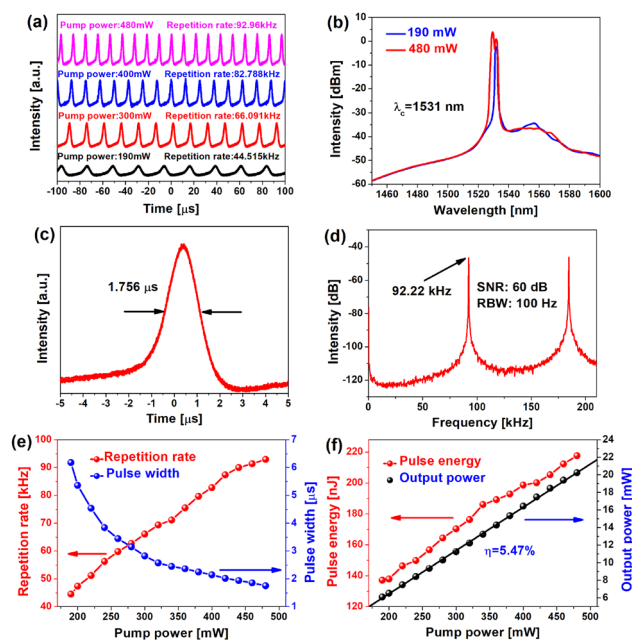 (a)
Pump power:480mW Repetition rate:92.96kHz
Pump power:400mW Repetition rate:82.788kHz
Pump power:300mW Repetition rate:66.091kHz
Pump power:190mW Repetition rate:44.515kHz
Intensity [a.u.]
-100 -80 -60 -40 -20 0 20 40 60 80 100
Time [μs]
(b)
190 mW
480 mW
λc=1531 nm
Intensity [dBm]
10
0
-10
-20
-30
-40
-50
-60
1460 1480 1500 1520 1540 1560 1580 1600
Wavelength [nm]
(c)
1.756 μs
Intensity [a.u.]
-5 -4 -3 -2 -1 0 1 2 3 4 5
Time [μs]
(d)
92.22 kHz
SNR: 60 dB
RBW: 100 Hz
Intensity [dB]
-40
-60
-80
-100
-120
0 50 100 150 200
Frequency [kHz]
(e)
Repetition rate
Pulse width
Repetition rate [kHz]
100
90
80
70
60
50
40
Pulse width [μs]
7
6
5
4
3
2
1
200 250 300 350 400 450 500
Pump power [mW]
(f)
Pulse energy
Output power
η=5.47%
Pulse energy [nJ]
230
220
200
180
160
140
120
Output power [mW]
24
22
20
18
16
14
12
10
8
6
200 250 300 350 400 450 500
Pump power [mW]